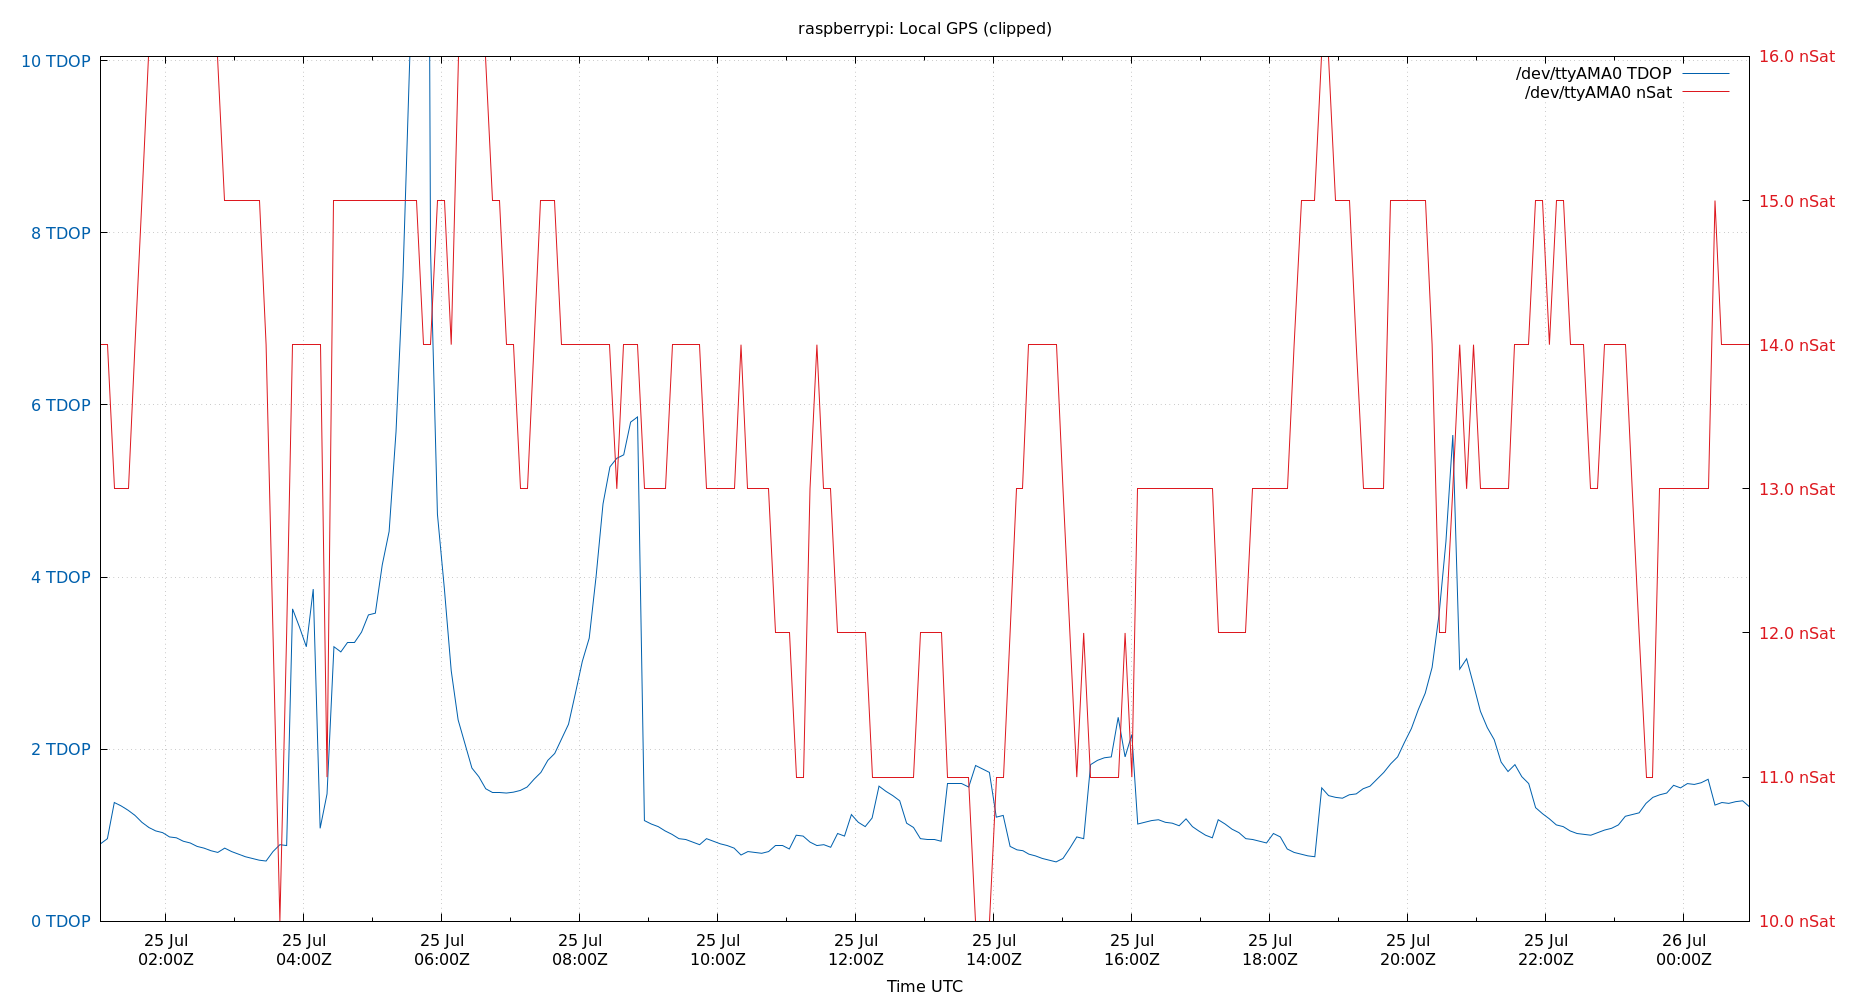 raspberrypi: Local GPS (clipped)
10 TDOP
8 TDOP
6 TDOP
4 TDOP
2 TDOP
0 TDOP
16.0 nSat
15.0 nSat
14.0 nSat
13.0 nSat
12.0 nSat
11.0 nSat
10.0 nSat
/dev/ttyAMA0 TDOP
/dev/ttyAMA0 nSat
25 Jul
02:00Z
25 Jul
04:00Z
25 Jul
06:00Z
25 Jul
08:00Z
25 Jul
10:00Z
25 Jul
12:00Z
25 Jul
14:00Z
25 Jul
16:00Z
25 Jul
18:00Z
25 Jul
20:00Z
25 Jul
22:00Z
26 Jul
00:00Z
Time UTC